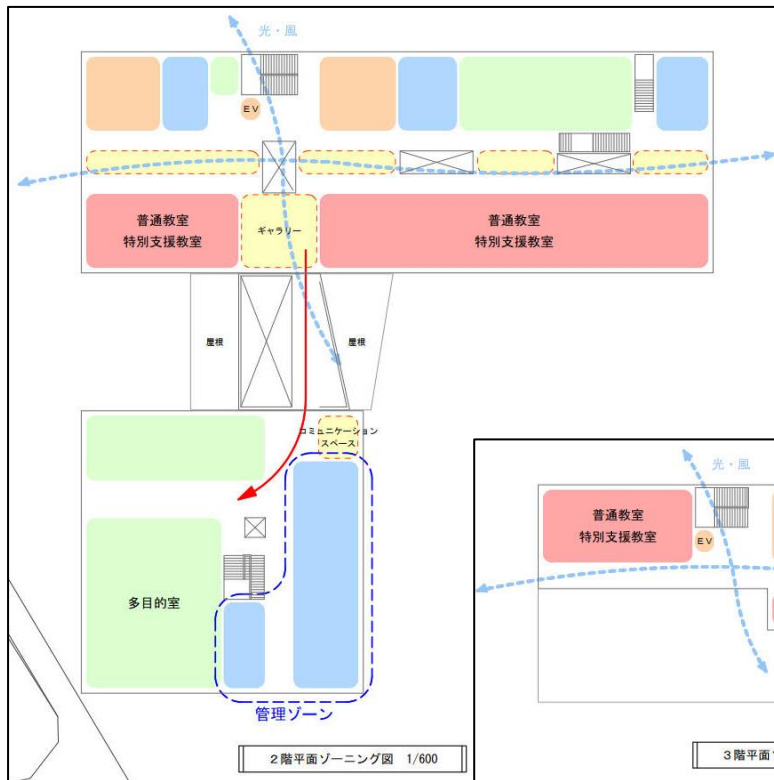 光・風
EV
普通教室
特別支援教室
ギャラリー
普通教室
特別支援教室
屋根
屋根
コミュニケーション
スペース
多目的室
管理ゾーン
2階平面ゾーニング図 1/600
光・風
普通教室
特別支援教室
EV
3階平面